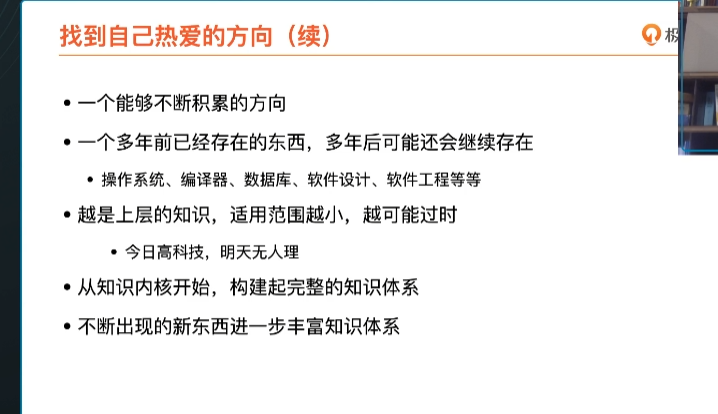 找到自己热爱的方向（续）
极
• 一个能够不断积累的方向
• 一个多年前已经存在的东西，多年后可能还会继续存在
• 操作系统、编译器、数据库、软件设计、软件工程等等
• 越是上层的知识，适用范围越小，越可能过时
• 今日高科技，明天无人理
• 从知识内核开始，构建起完整的知识体系
• 不断出现的新东西进一步丰富知识体系